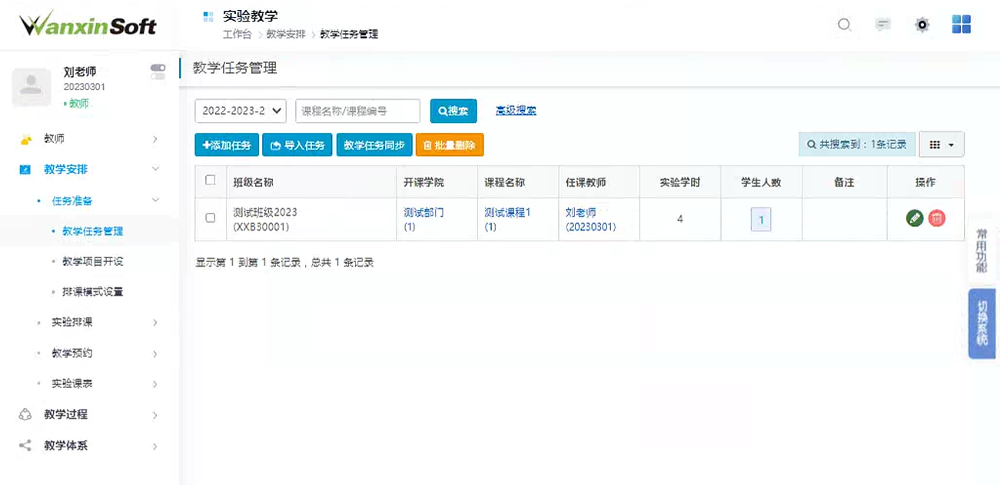 WanxinSoft
实验教学
工作台 > 教学安排 > 教学任务管理
刘老师
20230301
教师
教师
教学安排
任务准备
教学任务管理
教学项目开设
排课模式设置
实验排课
教学预约
实验课表
教学过程
教学体系
教学任务管理
2022-2023-2 课程名称/课程编号 搜索 高级搜索
添加任务 导入任务 教学任务同步 批量删除 共搜索到：1条记录
班级名称 开课学院 课程名称 任课教师 实验学时 学生人数 备注 操作
测试班级2023 测试部门 测试课程1 刘老师 4 1
(XXB30001) (1) (1) (20230301)
显示第 1 到第 1 条记录，总共 1 条记录
常用功能
切换系统